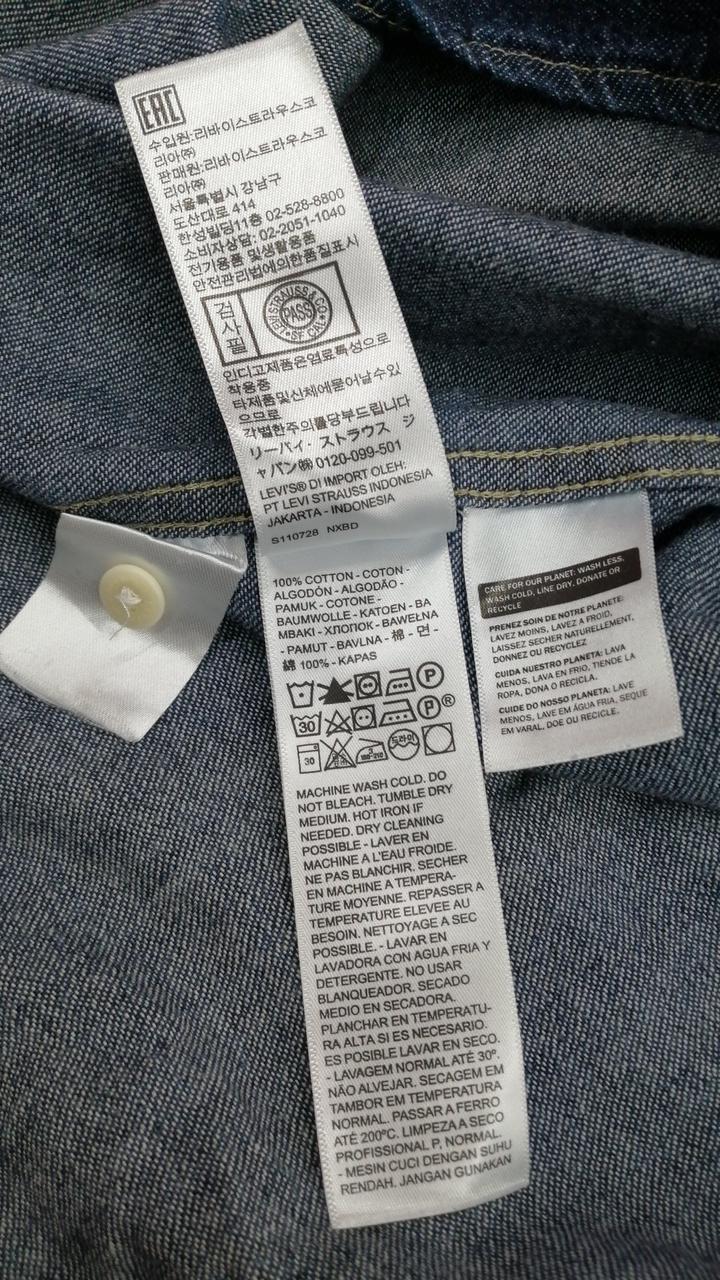 EAC
수입원:리바이스트라우스코
리아㈜
판매원:리바이스트라우스코
리아㈜
서울특별시 강남구
도산대로 414
한성빌딩11층 02-528-8800
소비자상담: 02-2051-1040
전기용품 및생활용품
안전관리법에의한품질표시
검사필
LEVI STRAUSS & CO.
PASS
SF CAL
인디고제품은염료특성으로
착용중
타제품및신체에묻어날수있
으므로
각별한주의를당부드립니다
リーバイ・ ストラウス ジ
ャパン㈱ 0120-099-501
LEVI'S® DI IMPORT OLEH:
PT LEVI STRAUSS INDONESIA
JAKARTA - INDONESIA
S110728 NXBD
100% COTTON - COTON -
ALGODÓN - ALGODÃO -
PAMUK - COTONE -
BAUMWOLLE - KATOEN - BA
MBAKI - ХЛОПОК - BAWEŁNA
- PAMUT - BAVLNA - 棉 - 면 -
綿 100% - KAPAS
P
30 P®
30 180-210 드라이
MACHINE WASH COLD. DO
NOT BLEACH. TUMBLE DRY
MEDIUM. HOT IRON IF
NEEDED. DRY CLEANING
POSSIBLE - LAVER EN
MACHINE A L'EAU FROIDE.
NE PAS BLANCHIR. SECHER
EN MACHINE A TEMPERA-
TURE MOYENNE. REPASSER A
TEMPERATURE ELEVEE AU
BESOIN. NETTOYAGE A SEC
POSSIBLE. - LAVAR EN
LAVADORA CON AGUA FRIA Y
DETERGENTE. NO USAR
BLANQUEADOR. SECADO
MEDIO EN SECADORA.
PLANCHAR EN TEMPERATU-
RA ALTA SI ES NECESARIO.
ES POSIBLE LAVAR EN SECO.
- LAVAGEM NORMAL ATÉ 30º.
NÃO ALVEJAR. SECAGEM EM
TAMBOR EM TEMPERATURA
NORMAL. PASSAR A FERRO
ATÉ 200ºC. LIMPEZA A SECO
PROFISSIONAL P, NORMAL.
- MESIN CUCI DENGAN SUHU
RENDAH. JANGAN GUNAKAN
CARE FOR OUR PLANET: WASH LESS,
WASH COLD, LINE DRY, DONATE OR
RECYCLE
PRENEZ SOIN DE NOTRE PLANETE:
LAVEZ MOINS, LAVEZ A FROID,
LAISSEZ SECHER NATURELLEMENT,
DONNEZ OU RECYCLEZ
CUIDA NUESTRO PLANETA: LAVA
MENOS, LAVA EN FRIO, TIENDE LA
ROPA, DONA O RECICLA.
CUIDE DO NOSSO PLANETA: LAVE
MENOS, LAVE EM ÁGUA FRIA, SEQUE
EM VARAL, DOE OU RECICLE.